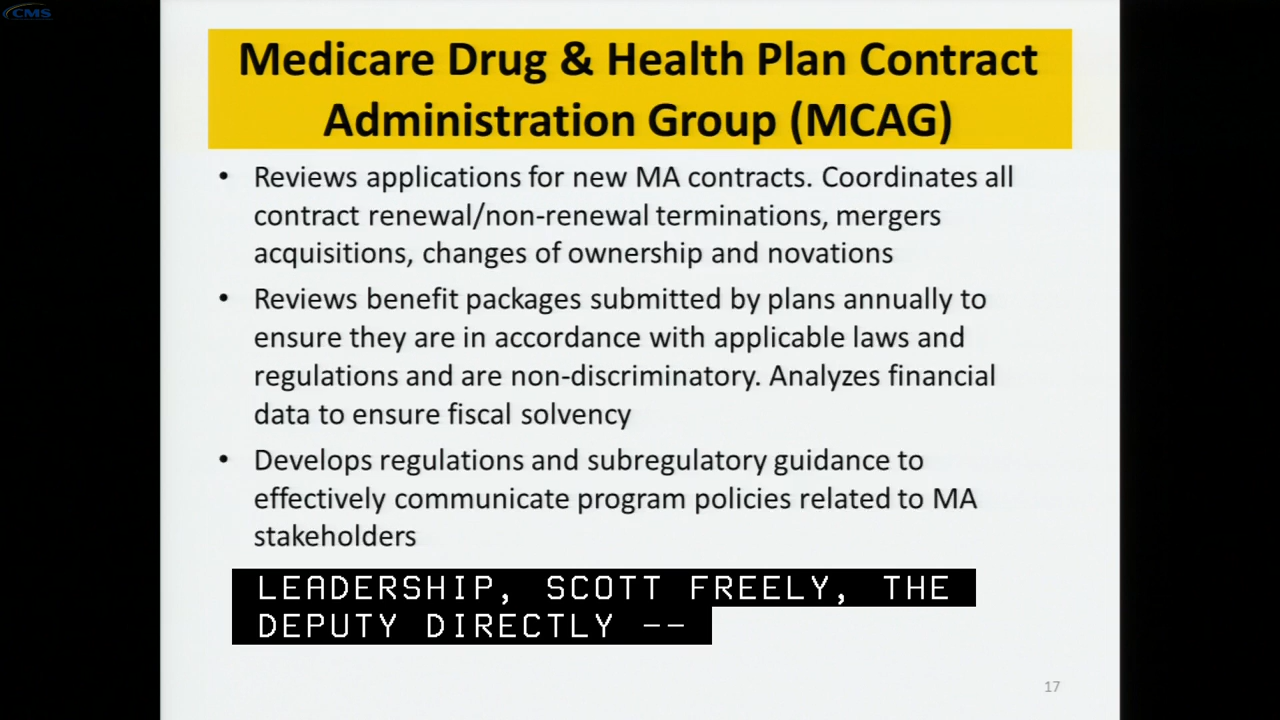 CMS
Medicare Drug & Health Plan Contract
Administration Group (MCAG)
• Reviews applications for new MA contracts. Coordinates all
contract renewal/non-renewal terminations, mergers
acquisitions, changes of ownership and novations
• Reviews benefit packages submitted by plans annually to
ensure they are in accordance with applicable laws and
regulations and are non-discriminatory. Analyzes financial
data to ensure fiscal solvency
• Develops regulations and subregulatory guidance to
effectively communicate program policies related to MA
stakeholders
LEADERSHIP, SCOTT FREELY, THE
DEPUTY DIRECTLY --
17